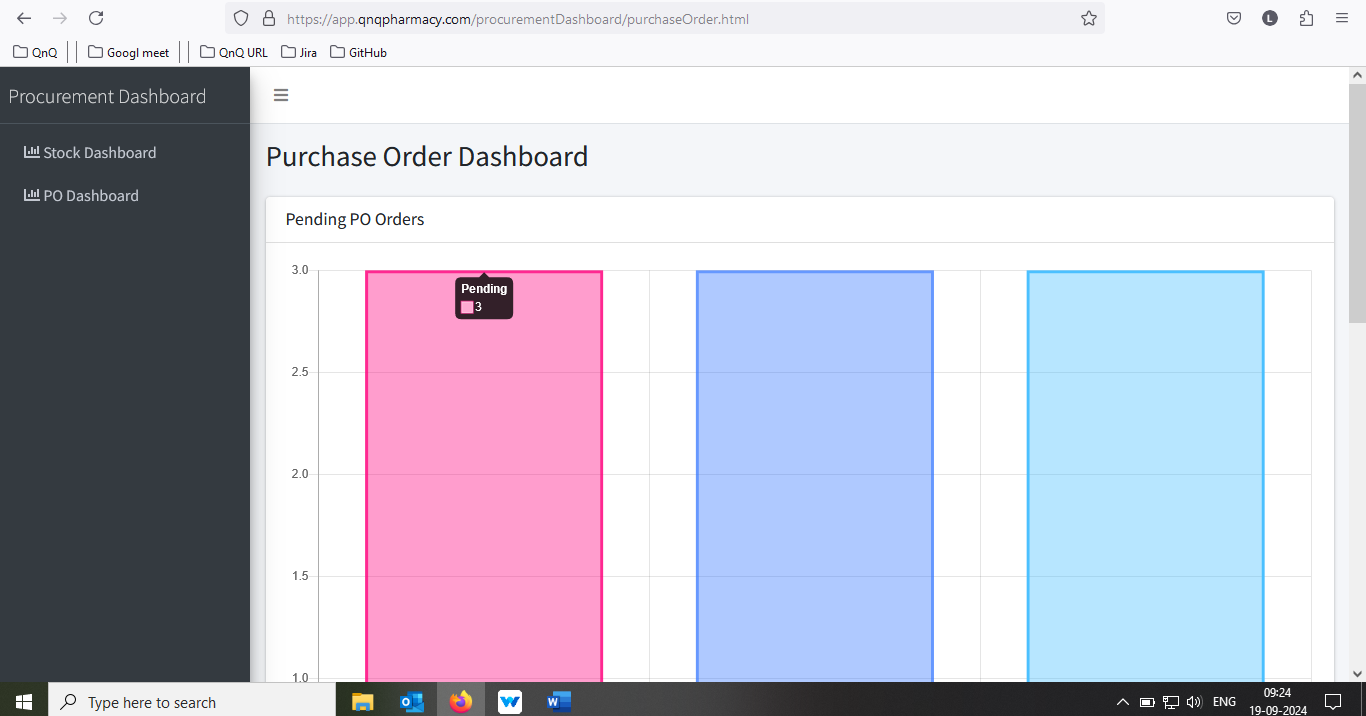 https://app.qnqpharmacy.com/procurementDashboard/purchaseOrder.html
L
QnQ
Googl meet
QnQ URL
Jira
GitHub
Procurement Dashboard
Stock Dashboard
PO Dashboard
Purchase Order Dashboard
Pending PO Orders
3.0
Pending
3
2.5
2.0
1.5
1.0
Type here to search
W
ENG
09:24
19-09-2024